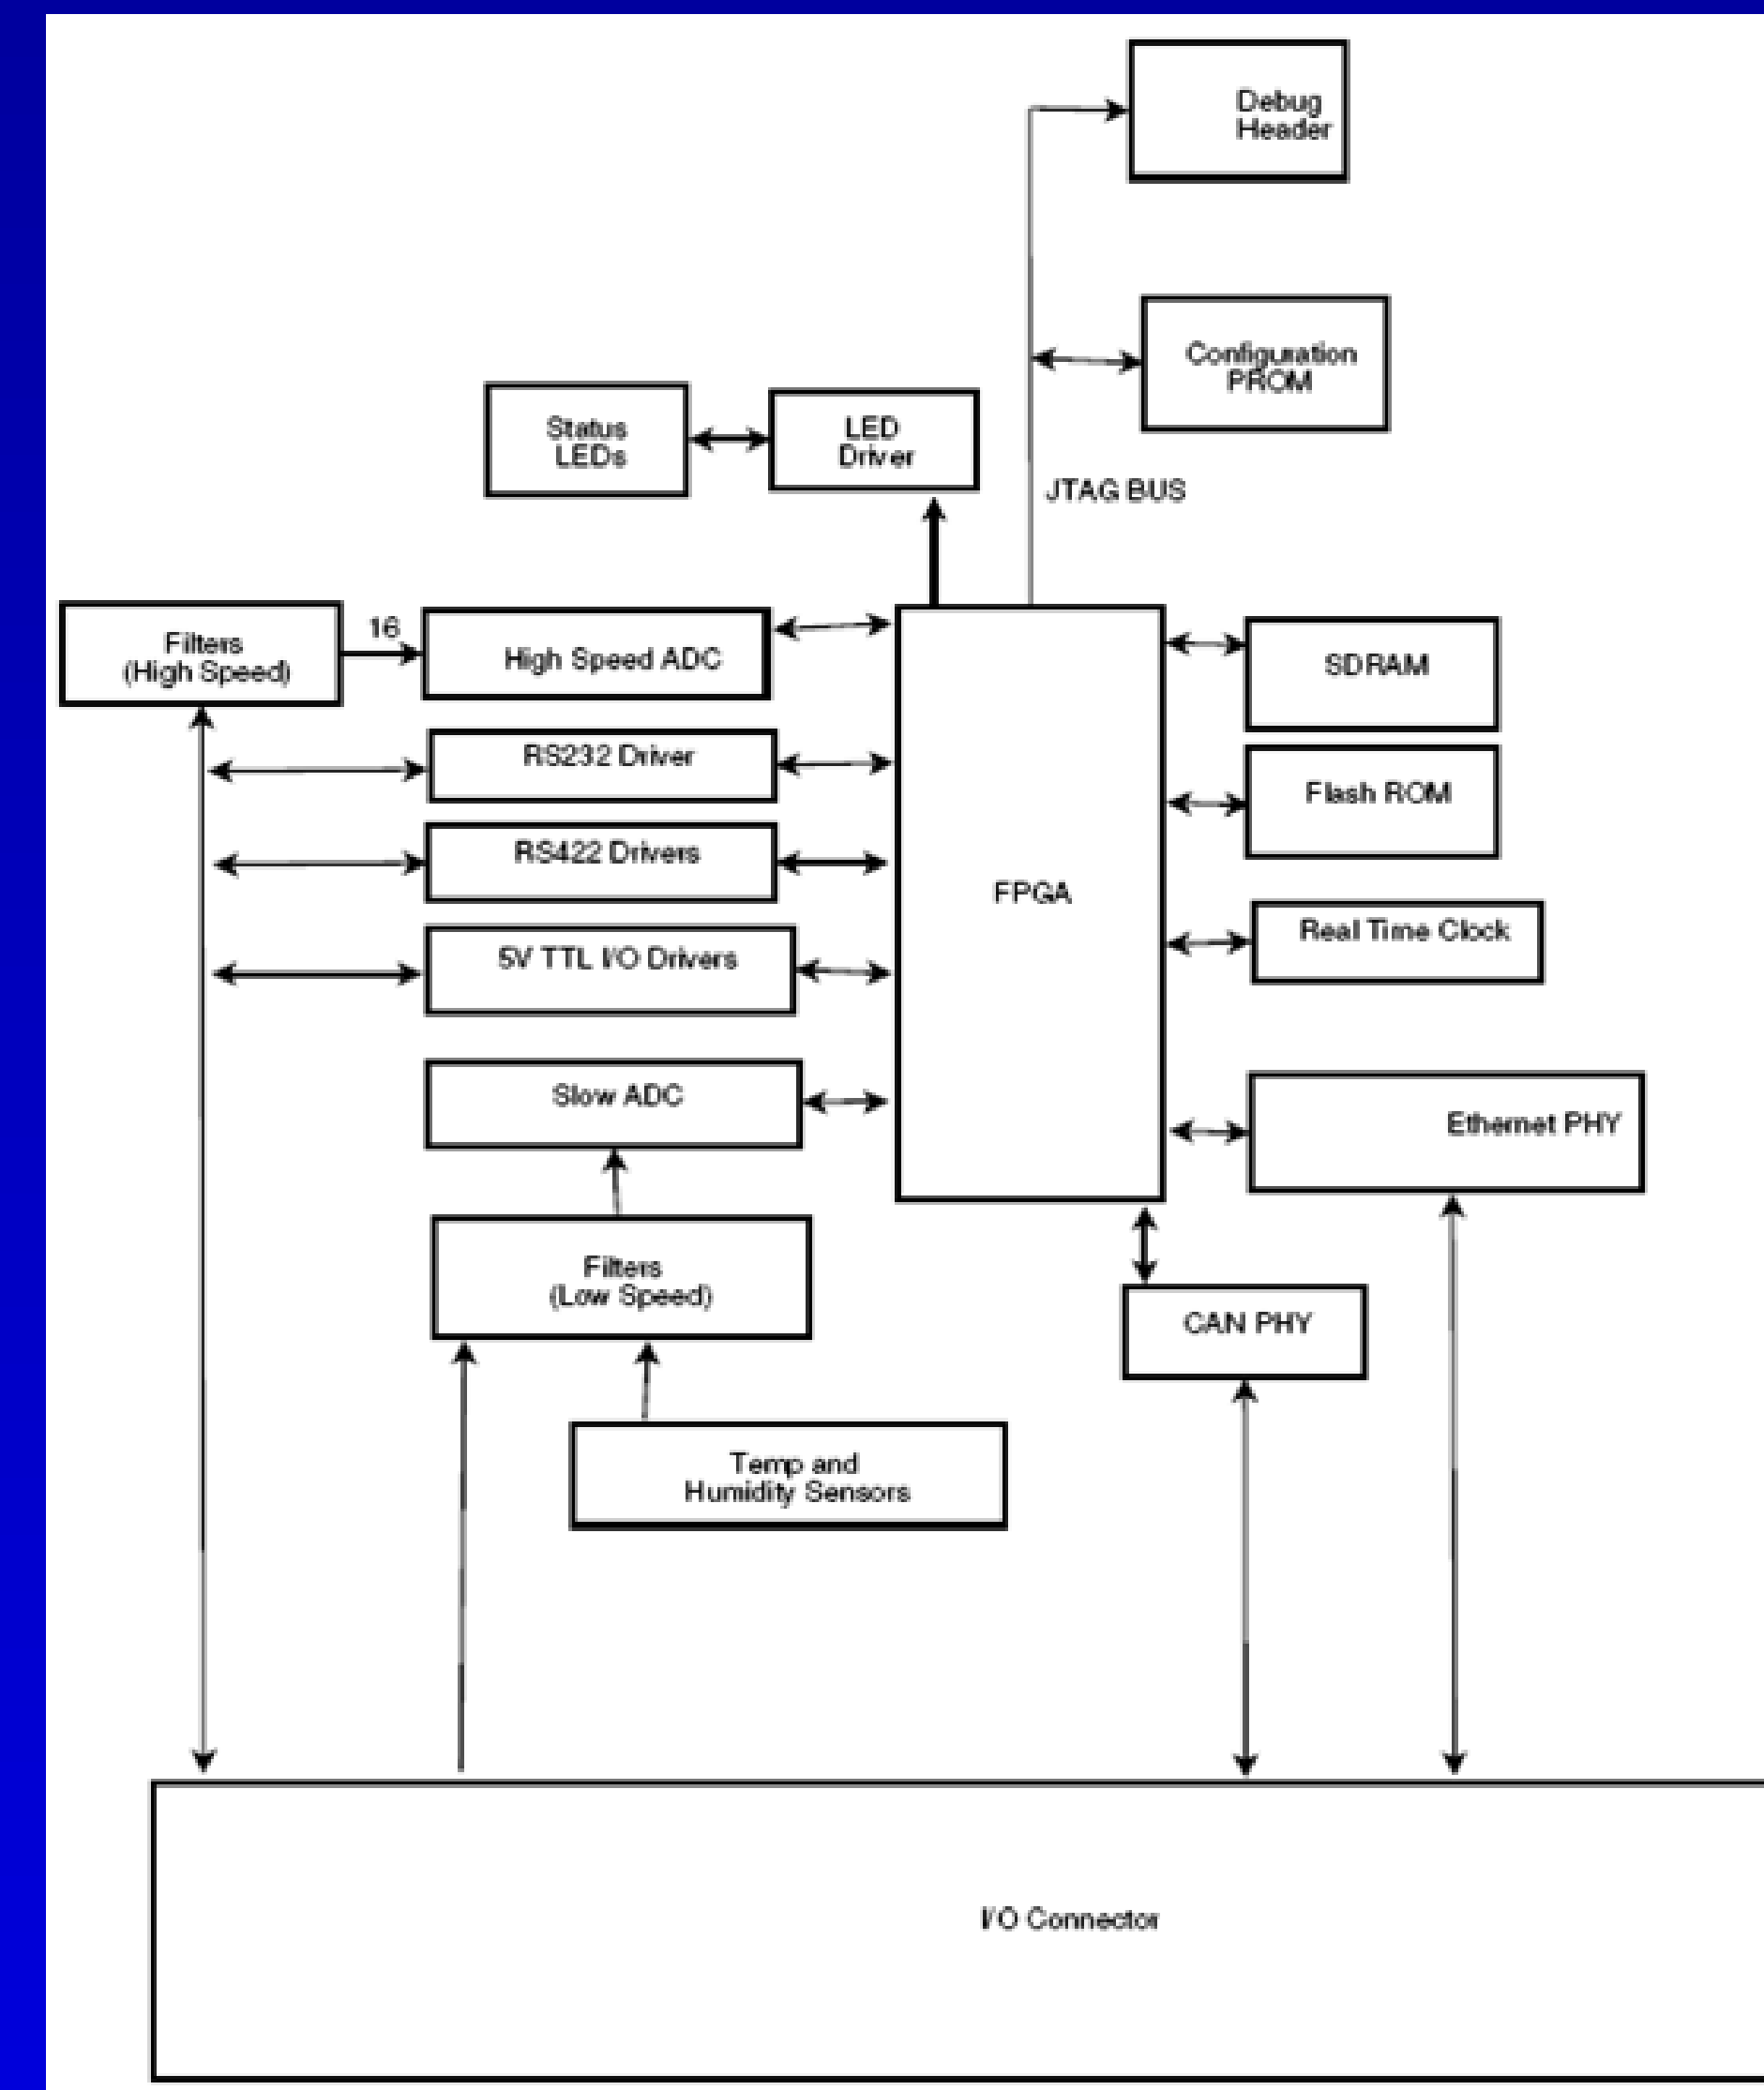 Debug
Header
Configuration
PROM
Status
LEDs
LED
Driver
JTAG BUS
Filters
(High Speed)
16
High Speed ADC
SDRAM
RS232 Driver
Flash ROM
RS422 Drivers
FPGA
Real Time Clock
5V TTL I/O Drivers
Slow ADC
Ethernet PHY
Filters
(Low Speed)
CAN PHY
Temp and
Humidity Sensors
I/O Connector